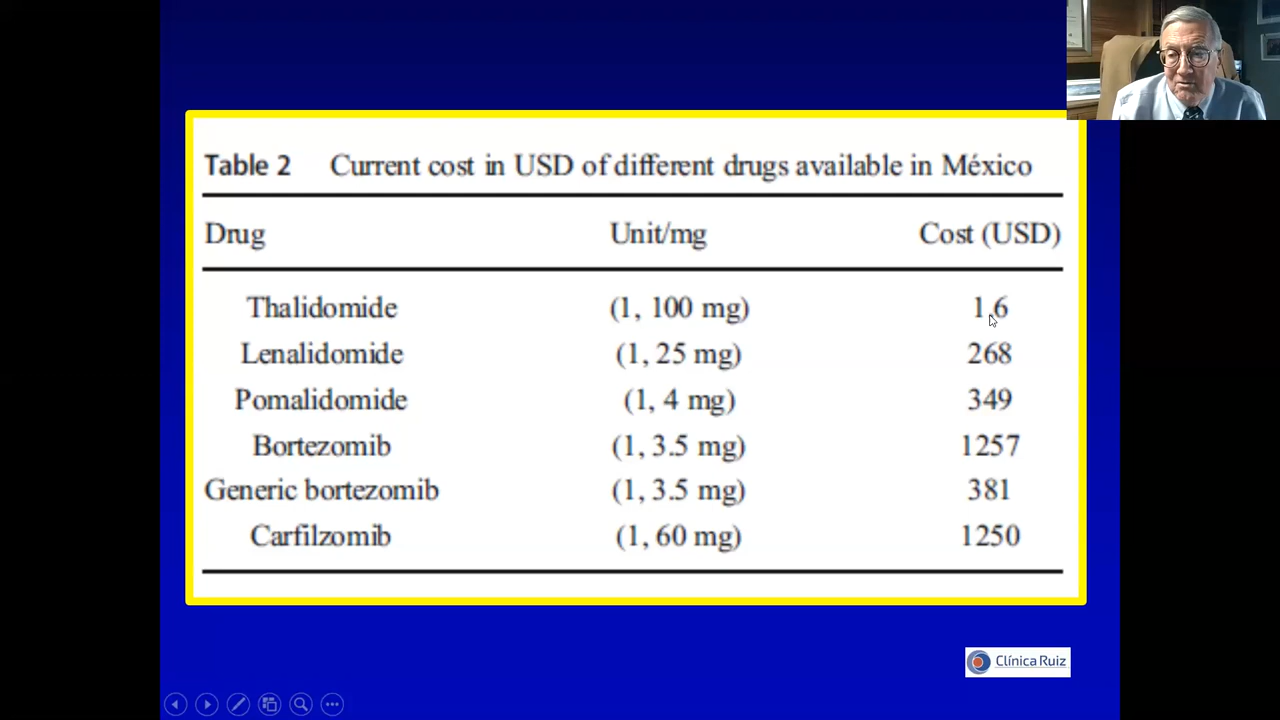 Table 2 Current cost in USD of different drugs available in México
Drug Unit/mg Cost (USD)
Thalidomide (1, 100 mg) 1.6
Lenalidomide (1, 25 mg) 268
Pomalidomide (1, 4 mg) 349
Bortezomib (1, 3.5 mg) 1257
Generic bortezomib (1, 3.5 mg) 381
Carfilzomib (1, 60 mg) 1250
Clínica Ruiz